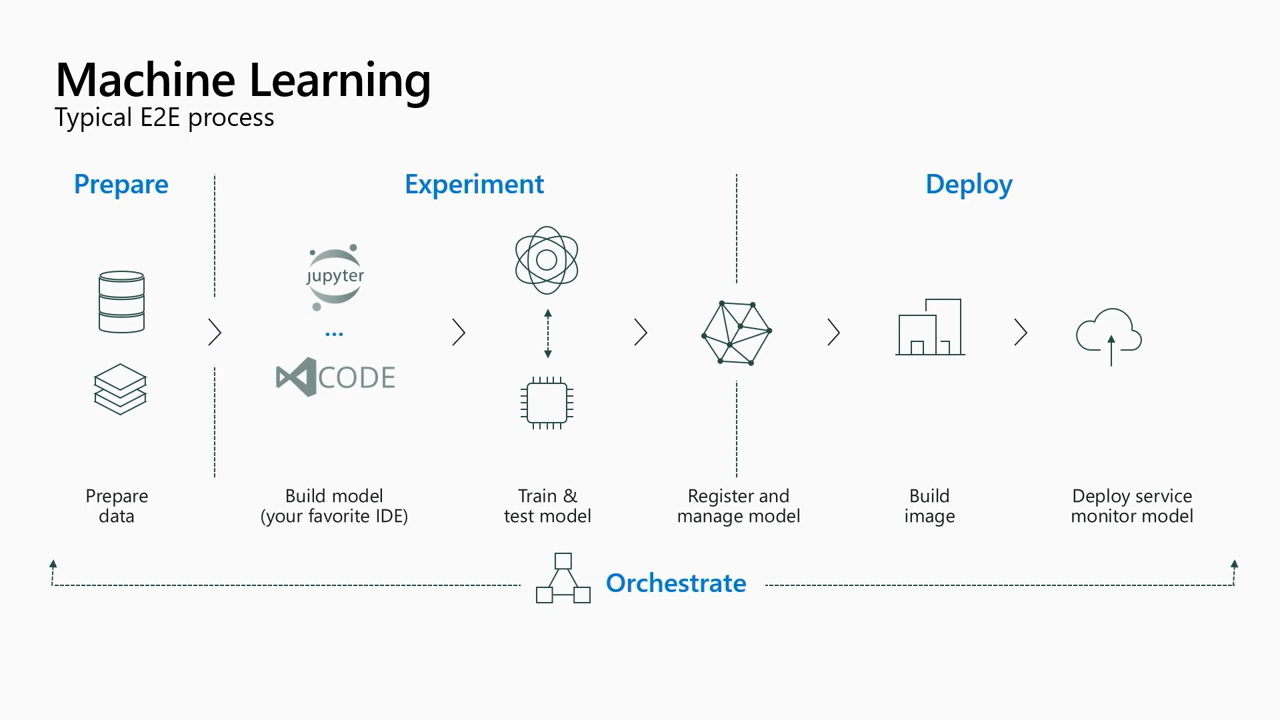 Machine Learning
Typical E2E process
Prepare
Experiment
Deploy
jupyter
...
CODE
Prepare
data
Build model
(your favorite IDE)
Train &
test model
Register and
manage model
Build
image
Deploy service
monitor model
Orchestrate